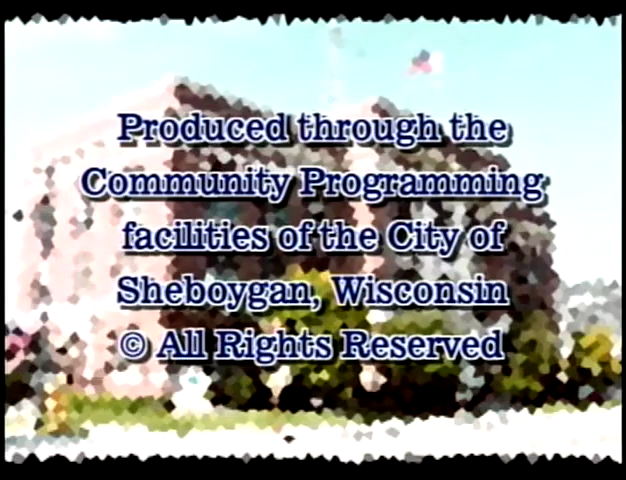 Produced through the
Community Programming
facilities of the City of
Sheboygan, Wisconsin
© All Rights Reserved